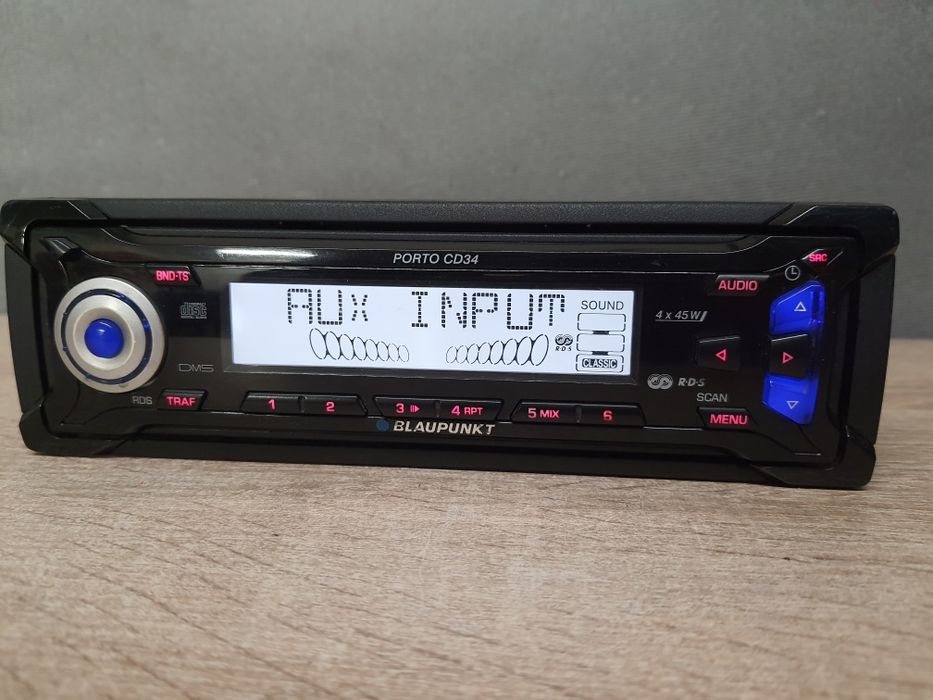 PORTO CD34
SRC
BND·TS
AUDIO
AUX INPUT
SOUND
disc
4 x 45W
R·D·S
CLASSIC
DMS
R·D·S
RDS
TRAF
1
2
3
4 RPT
5 MIX
6
SCAN
MENU
BLAUPUNKT